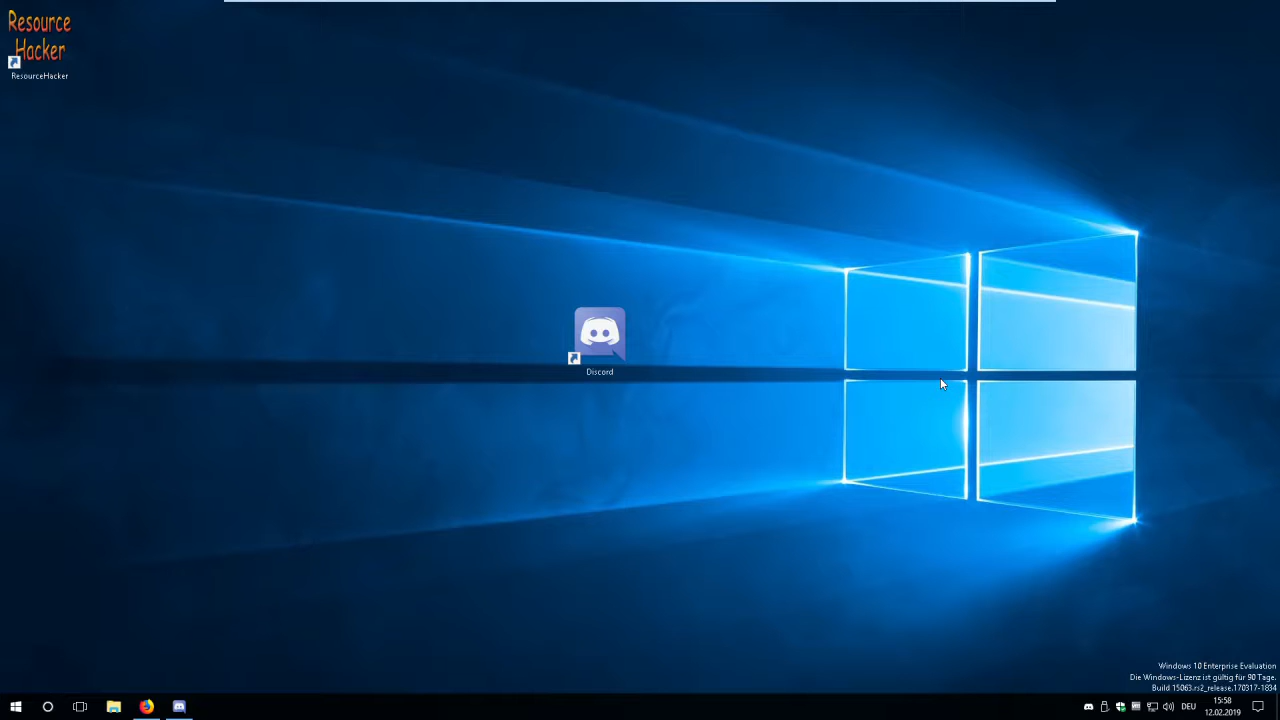 Resource
Hacker
ResourceHacker
Discord
Windows 10 Enterprise Evaluation
Die Windows-Lizenz ist gültig für 90 Tage.
Build 15063.rs2_release.170317-1834
DEU
15:58
12.02.2019